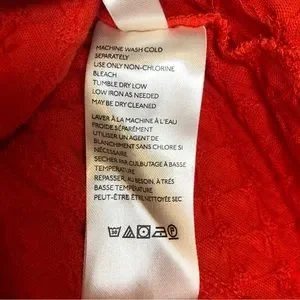 MACHINE WASH COLD
SEPARATELY
USE ONLY NON-CHLORINE
BLEACH
TUMBLE DRY LOW
LOW IRON AS NEEDED
MAY BE DRY CLEANED
LAVER À LA MACHINE À L'EAU
FROIDE SÉPARÉMENT
UTILISER UN AGENT DE
BLANCHIMENT SANS CHLORE SI
NÉCESSAIRE
SÉCHER PAR CULBUTAGE À BASSE
TEMPÉRATURE
REPASSER, AU BESOIN, À TRÈS
BASSE TEMPÉRATURE
PEUT-ÊTRE ÊTRE NETTOYÉ SEC